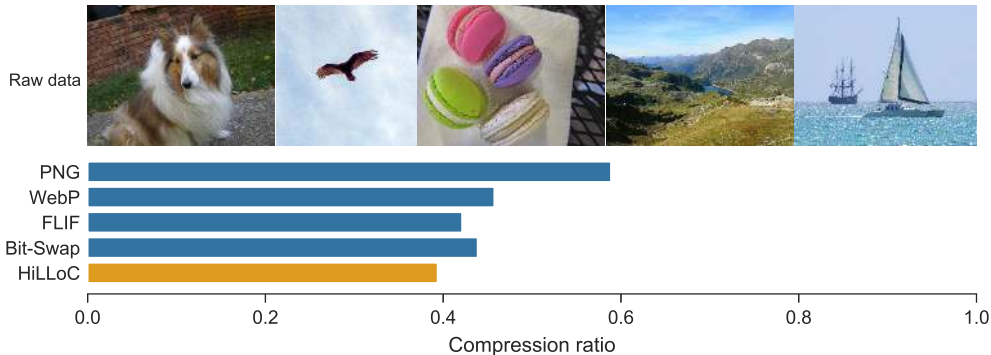 Raw data
PNG
WebP
FLIF
Bit-Swap
HiLLoC
0.0 0.2 0.4 0.6 0.8 1.0
Compression ratio